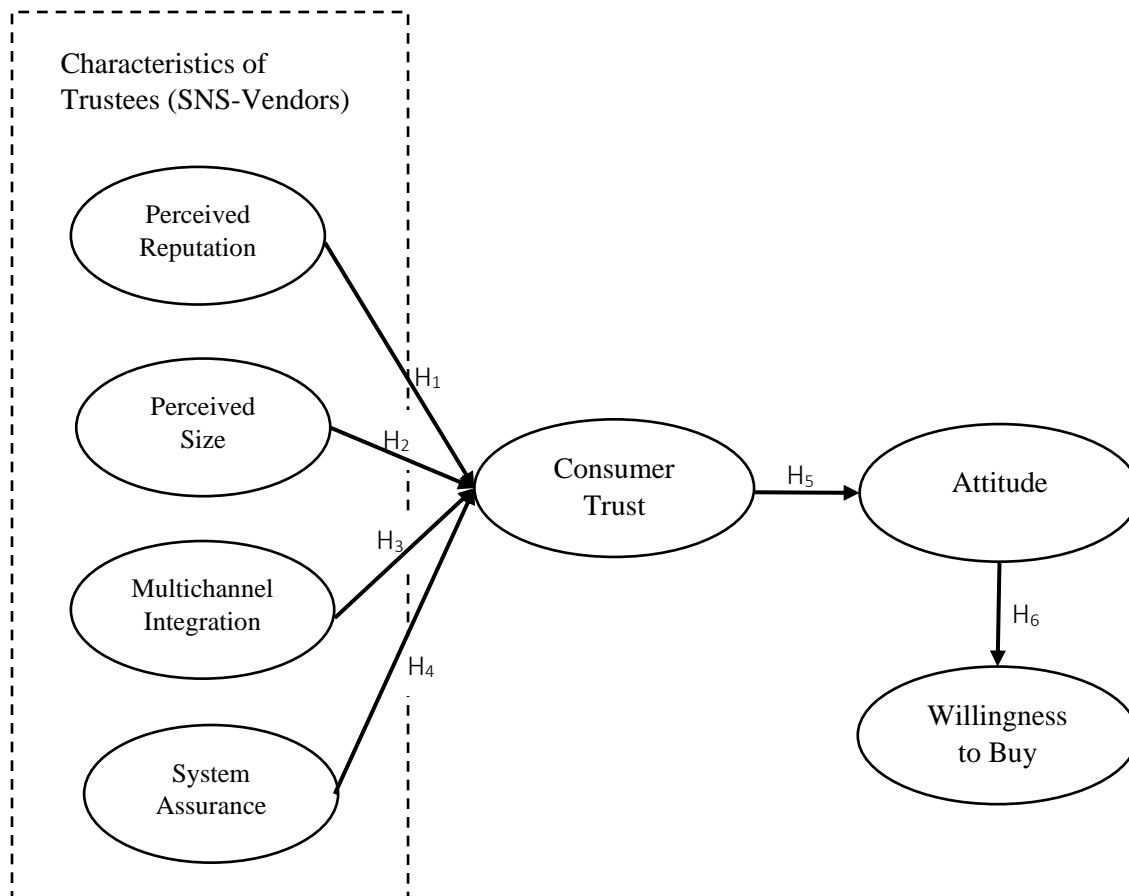 Characteristics of
Trustees (SNS-Vendors)
Perceived
Reputation
H₁
Perceived
Size
H₂
Consumer
Trust
H₅
Attitude
H₃
Multichannel
Integration
H₆
H₄
Willingness
to Buy
System
Assurance